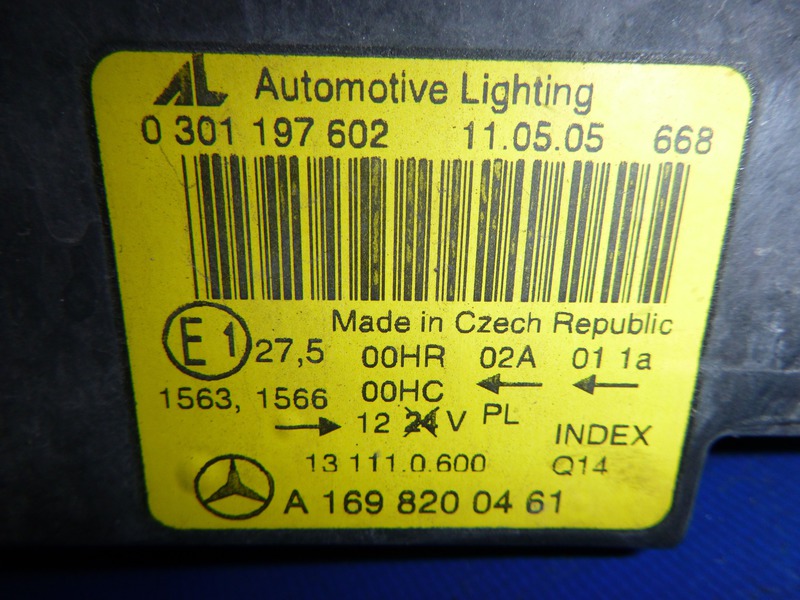 AL Automotive Lighting
0 301 197 602 11.05.05 668
Made in Czech Republic
E1 27,5 00HR 02A 01 1a
1563, 1566 00HC ← ←
→ 12 24 V PL INDEX
13 111.0.600 Q14
A 169 820 04 61